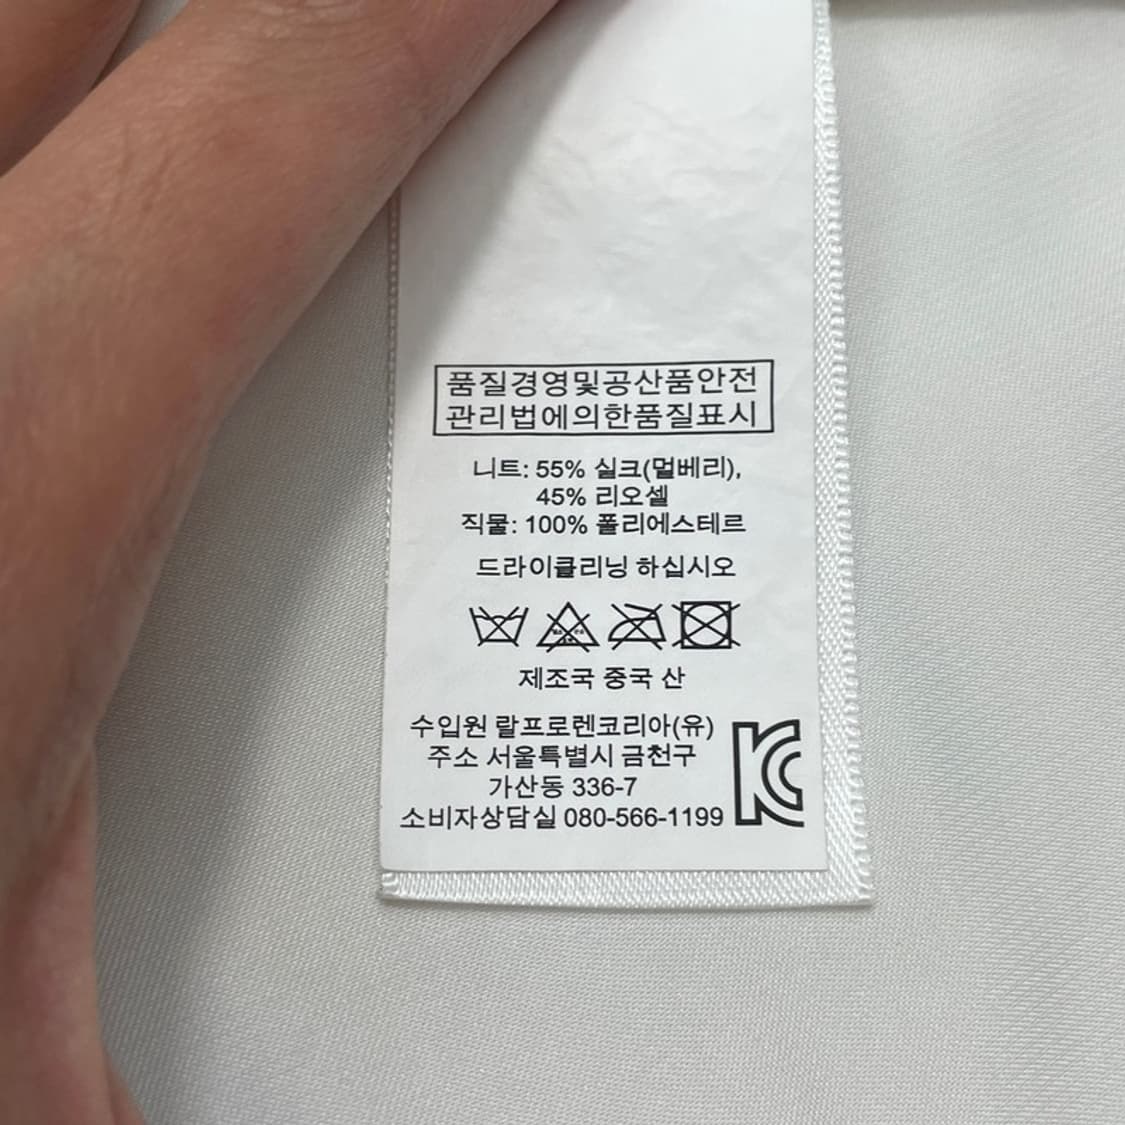 품질경영및공산품안전
관리법에의한품질표시
니트: 55% 실크(멀베리),
45% 리오셀
직물: 100% 폴리에스테르
드라이클리닝 하십시오
제조국 중국 산
수입원 랄프로렌코리아(유)
주소 서울특별시 금천구
가산동 336-7
소비자상담실 080-566-1199